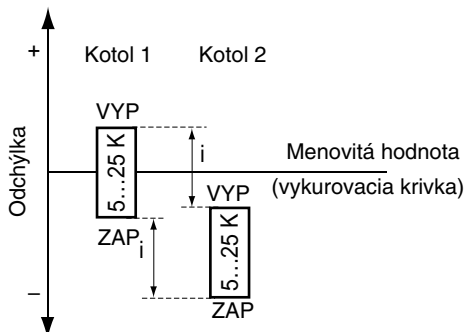 +
Kotol 1
Kotol 2
VYP
5...25 K
i
Menovitá hodnota
(vykurovacia krivka)
Odchýlka
VYP
ZAP
i
5...25 K
–
ZAP